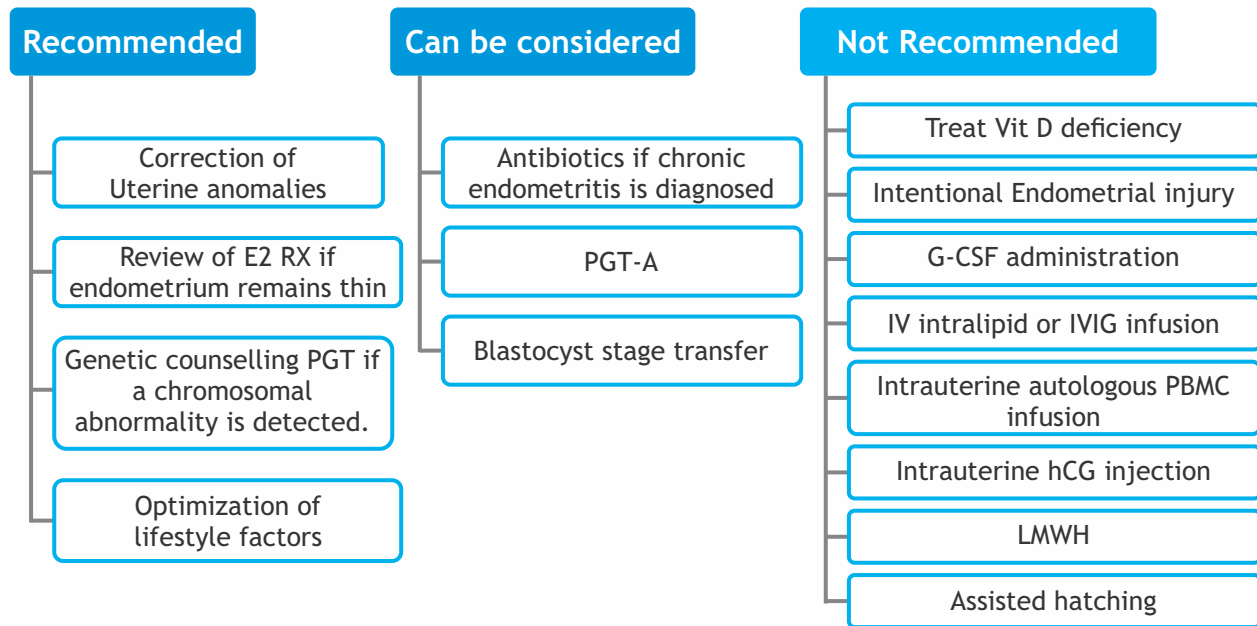 Recommended
Correction of
Uterine anomalies
Review of E2 RX if
endometrium remains thin
Genetic counselling PGT if
a chromosomal
abnormality is detected.
Optimization of
lifestyle factors
Can be considered
Antibiotics if chronic
endometritis is diagnosed
PGT-A
Blastocyst stage transfer
Not Recommended
Treat Vit D deficiency
Intentional Endometrial injury
G-CSF administration
IV intralipid or IVIG infusion
Intrauterine autologous PBMC
infusion
Intrauterine hCG injection
LMWH
Assisted hatching